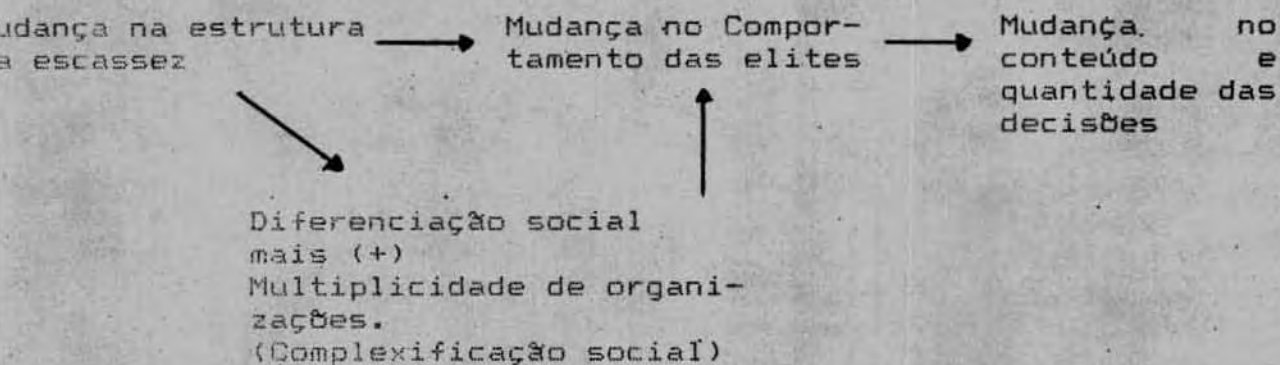 udança na estrutura
a escassez
Mudança no Compor-
tamento das elites
Mudança. no
conteúdo e
quantidade das
decisões
Diferenciação social
mais (+)
Multiplicidade de organi-
zações.
(Complexificação social)